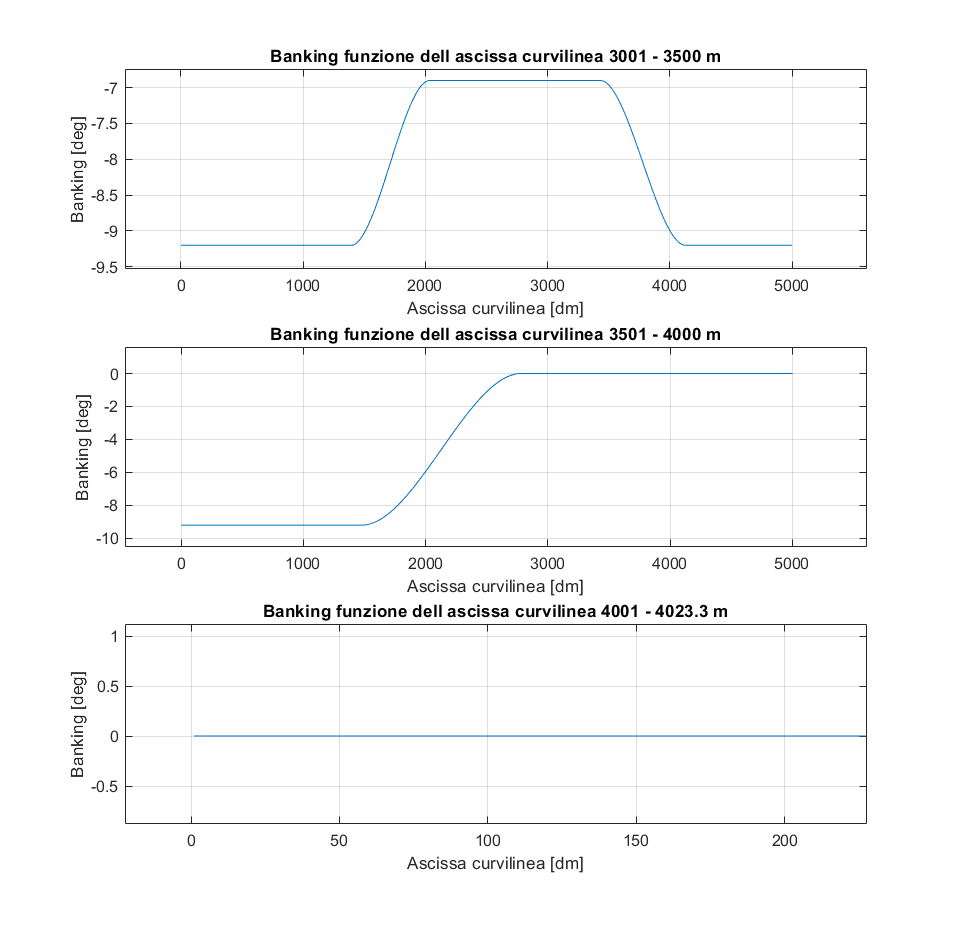 Banking funzione dell ascissa curvilinea 3001 - 3500 m
-7
-7.5
-8
-8.5
-9
-9.5
Banking [deg]
0 1000 2000 3000 4000 5000
Ascissa curvilinea [dm]
Banking funzione dell ascissa curvilinea 3501 - 4000 m
0
-2
-4
-6
-8
-10
Banking [deg]
0 1000 2000 3000 4000 5000
Ascissa curvilinea [dm]
Banking funzione dell ascissa curvilinea 4001 - 4023.3 m
1
0.5
0
-0.5
Banking [deg]
0 50 100 150 200
Ascissa curvilinea [dm]